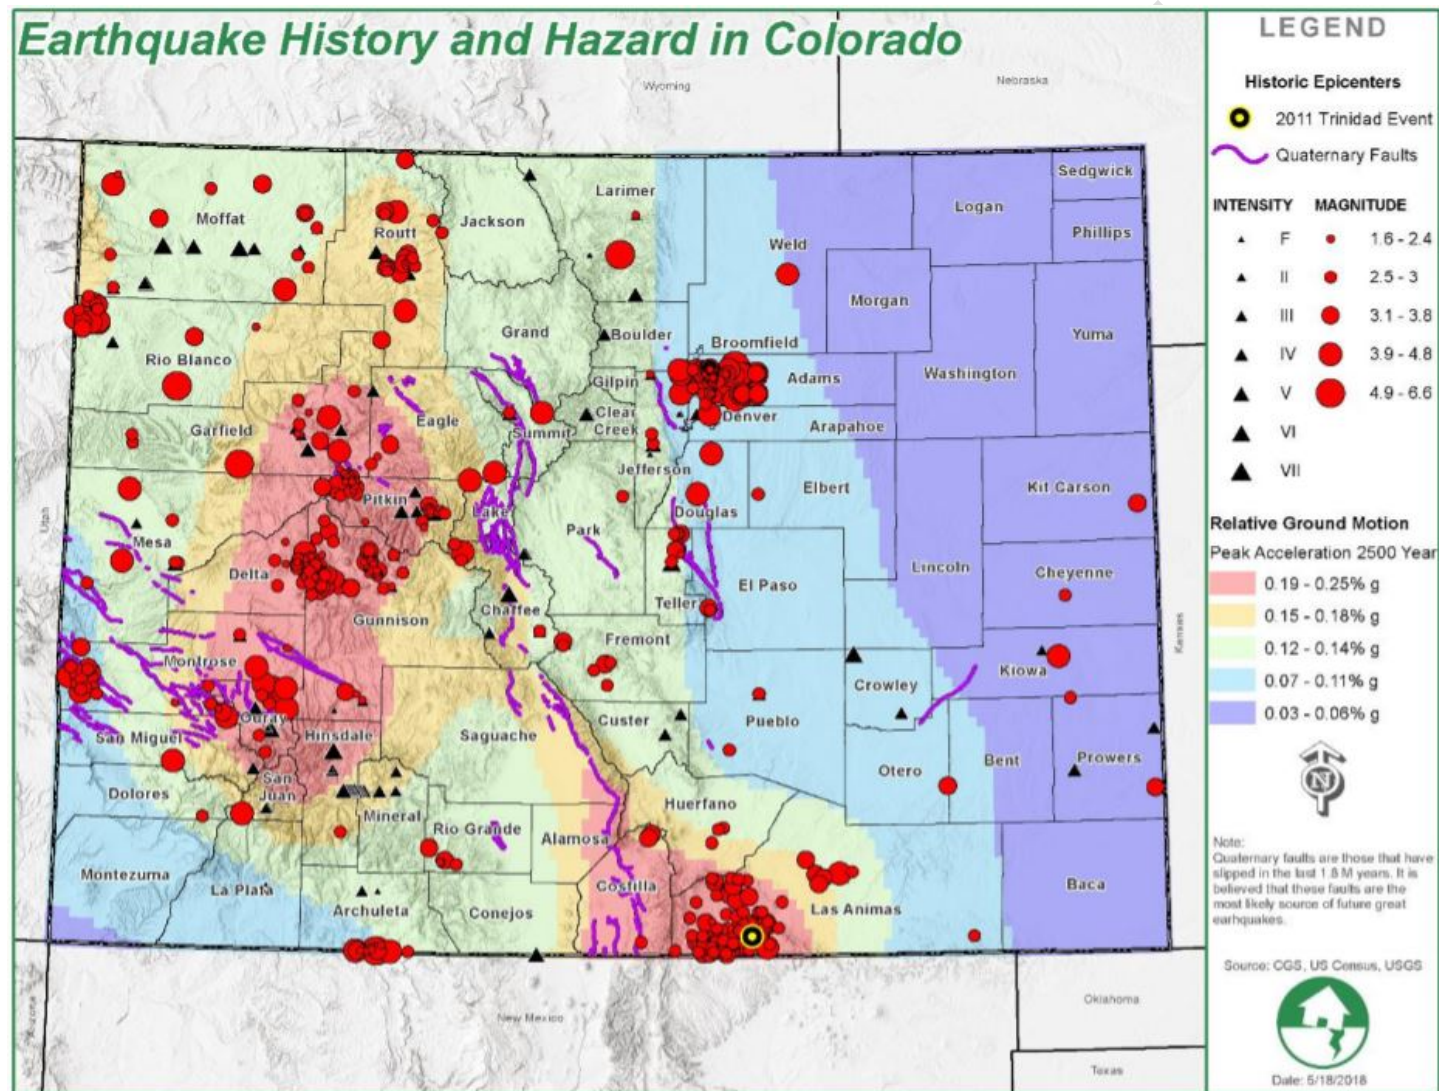 Earthquake History and Hazard in Colorado
Wyoming
Nebraska
Sedgwick
Larimer
Logan
Moffat
Jackson
Phillips
Routt
Weld
Morgan
Grand
Boulder
Yuma
Broomfield
Rio Blanco
Washington
Gilpin
Adams
Eagle
Clear
Creek
Denver
Garfield
Summit
Arapahoe
Jefferson
Elbert
Kit Carson
Pitkin
Lake
Douglas
Utah
Park
Mesa
Lincoln
Delta
El Paso
Cheyenne
Teller
Chaffee
Gunnison
Fremont
Kansas
Montrose
Kiowa
Crowley
Ouray
Custer
Pueblo
Hinsdale
Saguache
San Miguel
Bent
Prowers
San
Juan
Otero
Dolores
Mineral
Huerfano
Rio Grande
Alamosa
Montezuma
La Plata
Costilla
Baca
Archuleta
Conejos
Las Animas
Arizona
New Mexico
Oklahoma
Texas
LEGEND
Historic Epicenters
2011 Trinidad Event
Quaternary Faults
INTENSITY MAGNITUDE
F 1.6 - 2.4
II 2.5 - 3
III 3.1 - 3.8
IV 3.9 - 4.8
V 4.9 - 6.6
VI
VII
Relative Ground Motion
Peak Acceleration 2500 Year
0.19 - 0.25% g
0.15 - 0.18% g
0.12 - 0.14% g
0.07 - 0.11% g
0.03 - 0.06% g
N
Note:
Quaternary faults are those that have
slipped in the last 1.8 M years. It is
believed that these faults are the
most likely source of future great
earhquakes.
Source: CGS, US Census, USGS
Date: 5/18/2018